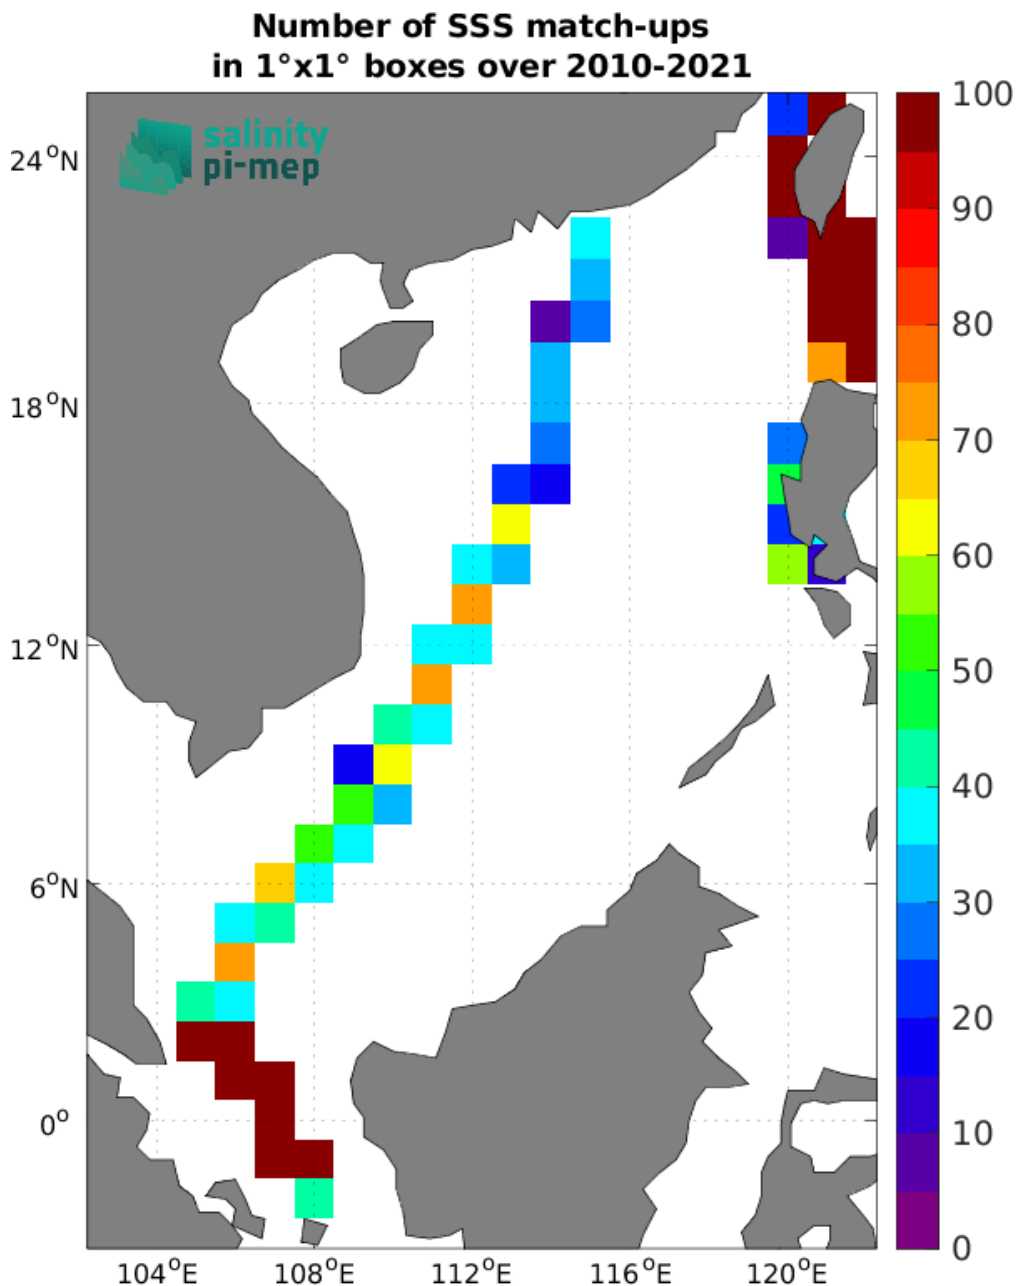 Number of SSS match-ups
in 1°x1° boxes over 2010-2021
salinity
pi-mep
24°N
18°N
12°N
6°N
0°
104°E 108°E 112°E 116°E 120°E
100
90
80
70
60
50
40
30
20
10
0